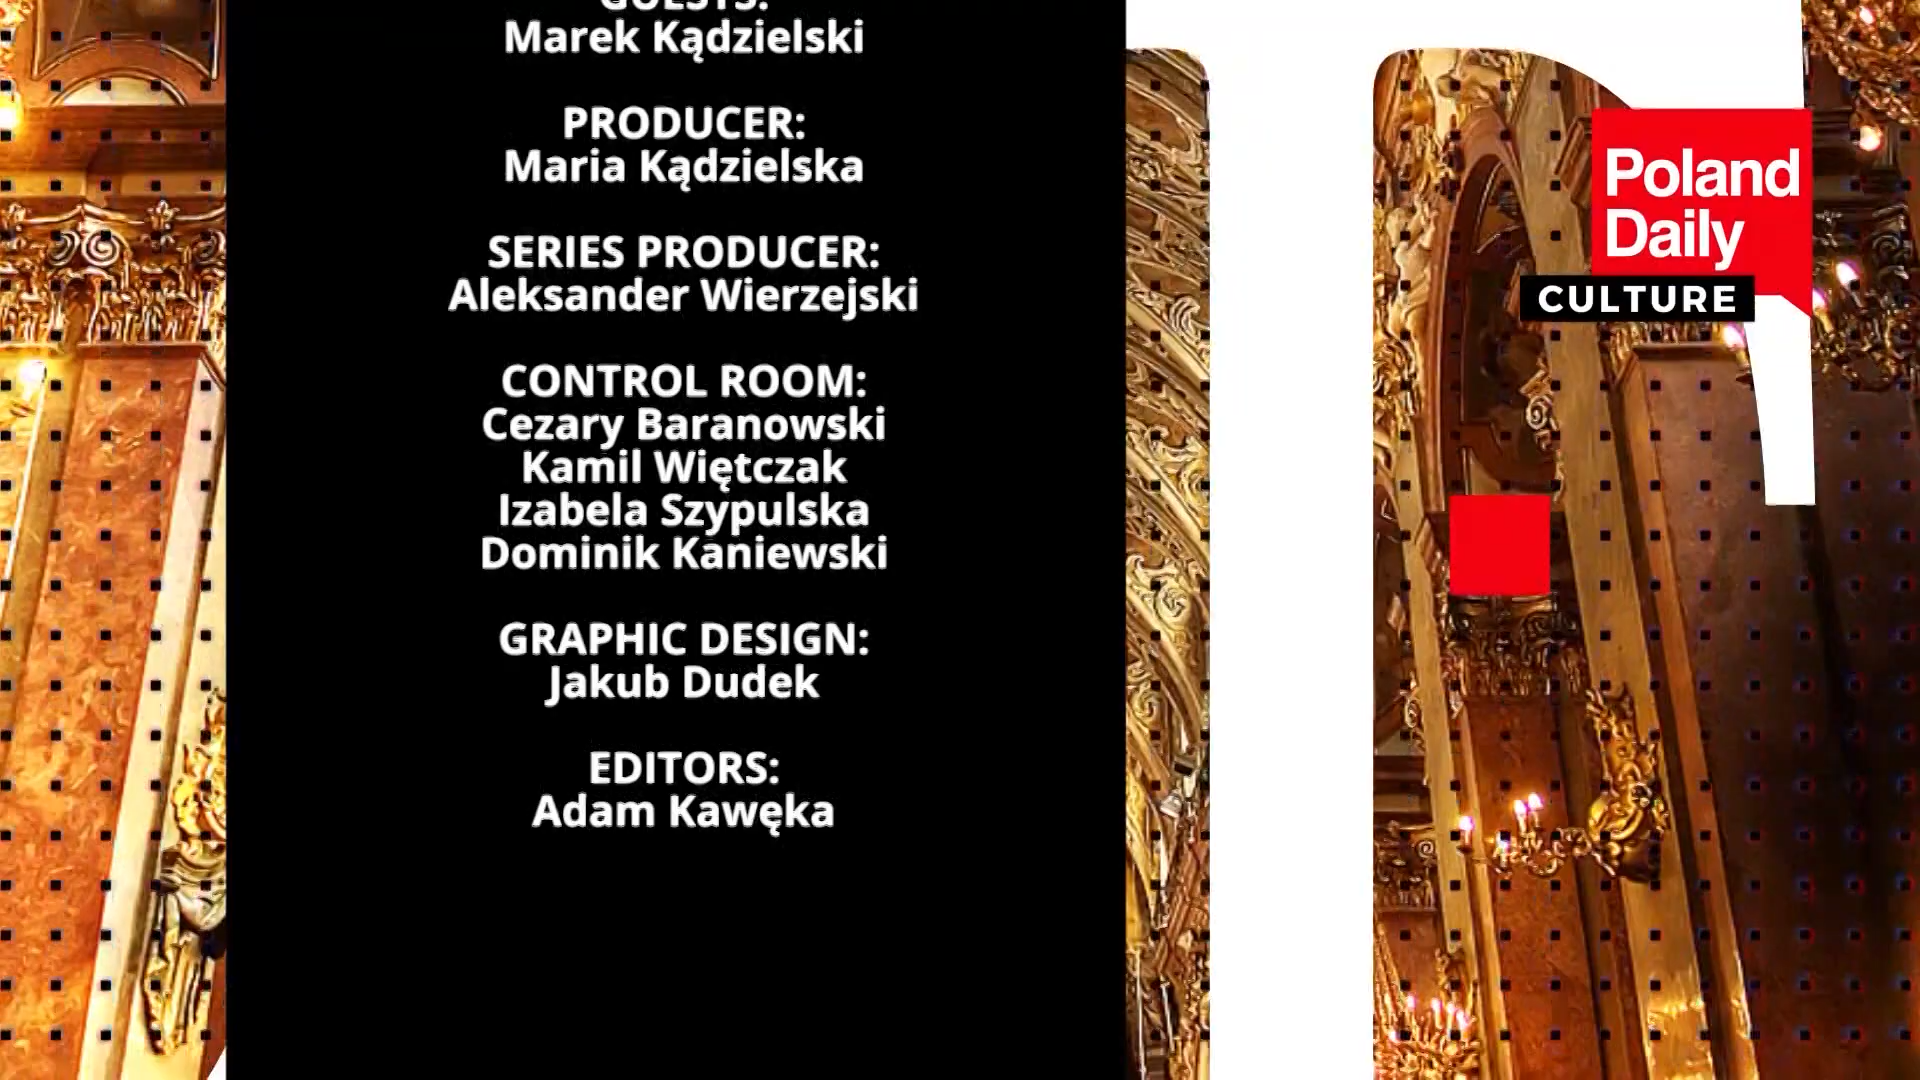 GUESTS:
Marek Kądzielski
PRODUCER:
Maria Kądzielska
SERIES PRODUCER:
Aleksander Wierzejski
CONTROL ROOM:
Cezary Baranowski
Kamil Więtczak
Izabela Szypulska
Dominik Kaniewski
GRAPHIC DESIGN:
Jakub Dudek
EDITORS:
Adam Kawęka
Poland
Daily
CULTURE